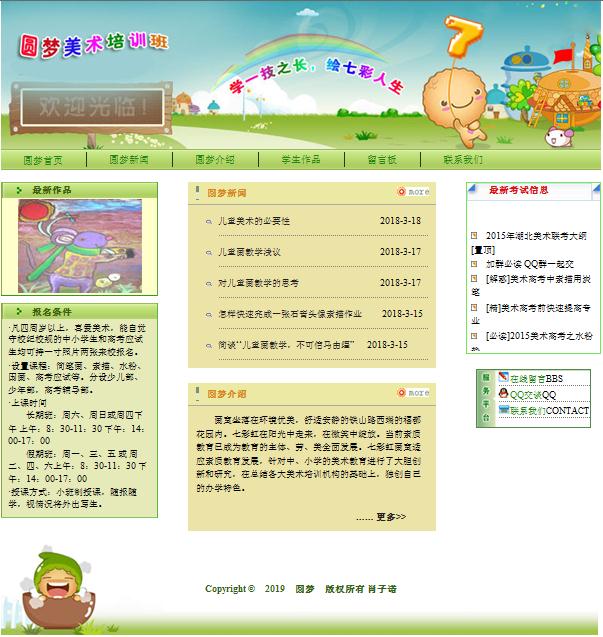 圆梦美术培训班
学一技之长，绘七彩人生
7
欢迎光临！
圆梦首页
圆梦新闻
圆梦介绍
学生作品
留言板
联系我们
最新作品
报名条件
·凡四周岁以上，喜爱美术，能自觉
守校纪校规的中小学生和高考应试
生均可持一寸照片两张来校报名。
·设置课程：简笔画、素描、水粉、
国画、高考应试等。分设少儿部、
少年部，高考辅导部。
·上课时间
长期班：周六、周日或周四下
午上午：8：30-11：30下午：14：
00-17：00
假期班：周一、三、五 或周
二、四、六上午：8：30-11：30下
午：14：00-17：00
·授课方式：小班制授课，随报随
学，视情况将外出写生。
圆梦新闻
more
儿童美术的必要性 2018-3-18
儿童画教学浅议 2018-3-17
对儿童画教学的思考 2018-3-17
怎样快速完成一张石膏头像素描作业 2018-3-15
简谈“儿童画教学，不可信马由缰” 2018-3-15
圆梦介绍
more
画室坐落在环境优美，舒适安静的铁山路西端的福都
花园内。七彩虹在阳光中走来，在微笑中绽放。当前素质
教育已成为教育的主体、劳、美全面发展。七彩虹画室适
应素质教育发展，针对中、小学的美术教育进行了大胆创
新和研究，在总结各大美术培训机构的基础上，独创自己
的办学特色。
…… 更多>>
最新考试信息
2015年湖北美术联考大纲
[置顶]
加群必读 QQ群一起交
[解惑]美术高考中素描用炭
笔
[精]美术高考前快速提高专
业
[必读]2015美术高考之水粉
服务平台
在线留言BBS
QQ交谈QQ
联系我们CONTACT
Copyright © 2019 圆梦 版权所有 肖子诺